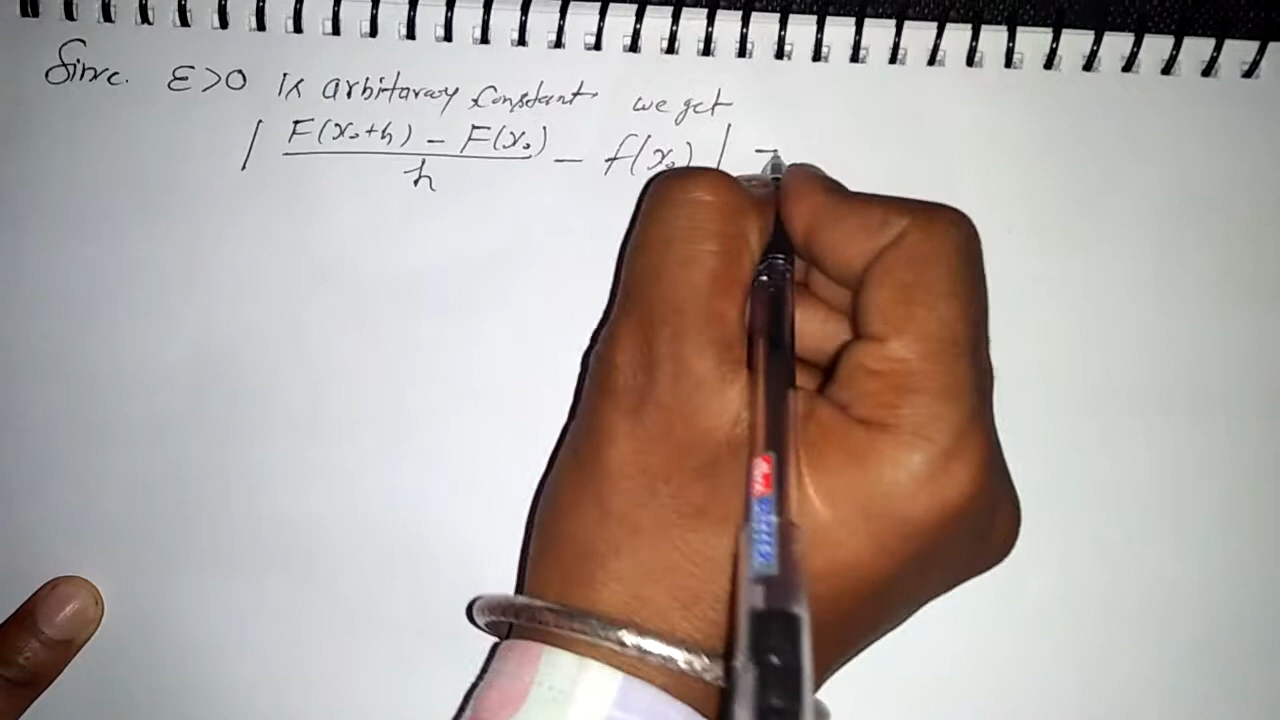 Since ε>0 is arbitrary constant we get
| F(x₀+h) - F(x₀) / h - f(x₀) | =